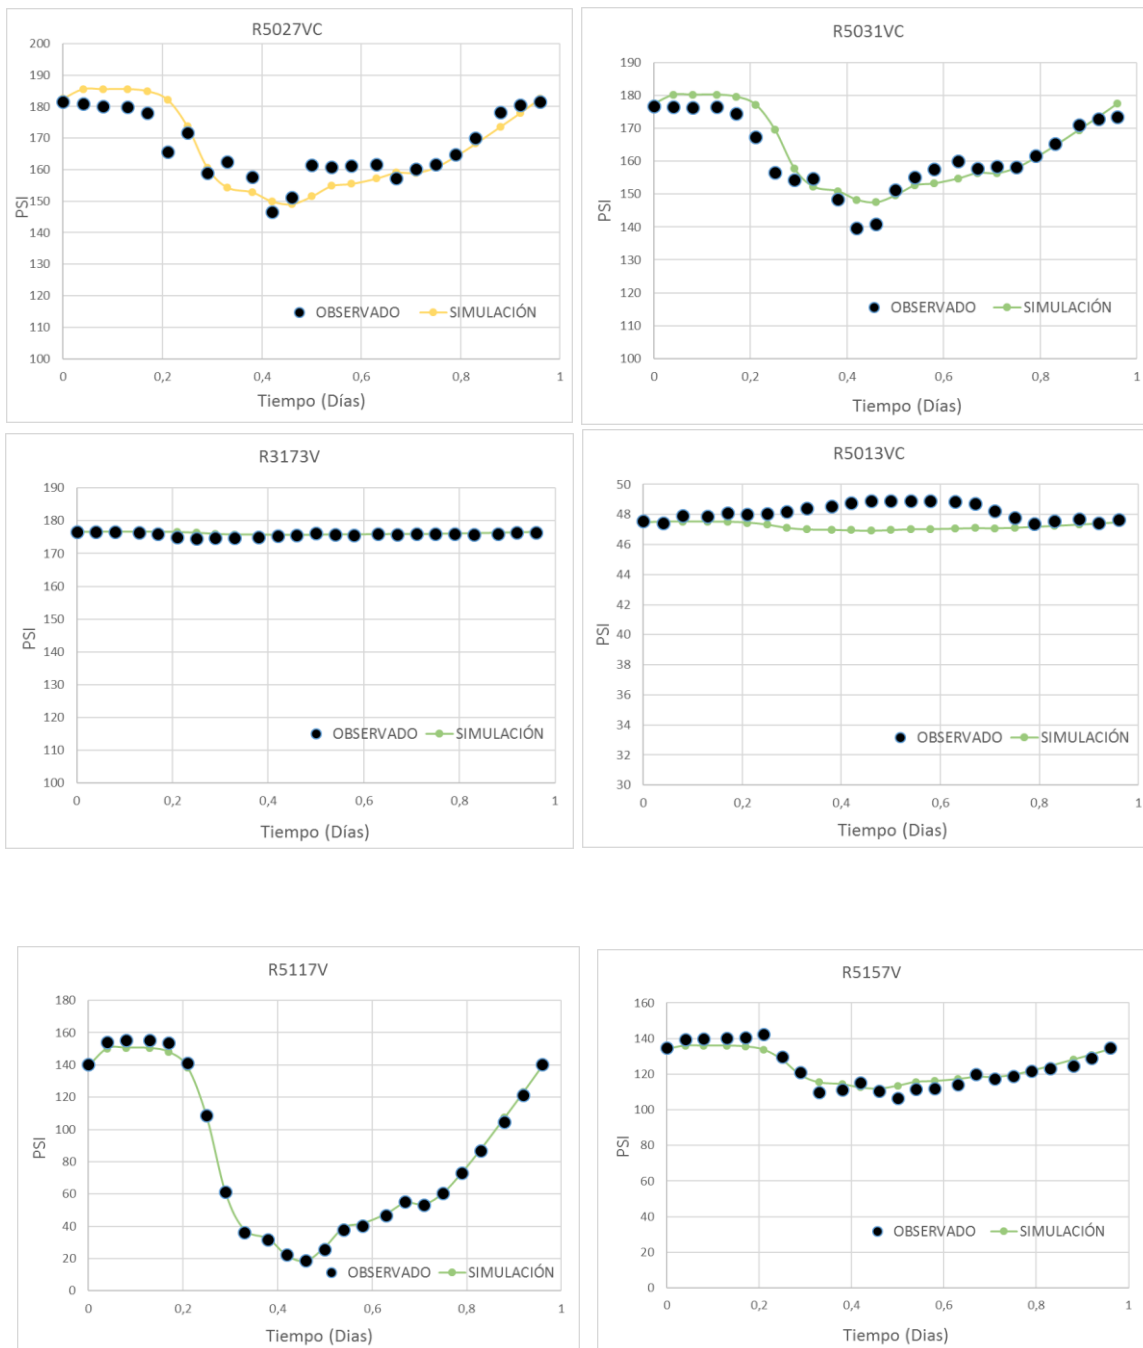 R5027VC
200
190
180
170
160
150
140
130
120
110
100
PSI
OBSERVADO SIMULACIÓN
0 0,2 0,4 0,6 0,8 1
Tiempo (Días)
R5031VC
190
180
170
160
150
140
130
120
110
100
PSI
OBSERVADO SIMULACIÓN
0 0,2 0,4 0,6 0,8 1
Tiempo (Días)
R3173V
190
180
170
160
150
140
130
120
110
100
PSI
OBSERVADO SIMULACIÓN
0 0,2 0,4 0,6 0,8 1
Tiempo (Días)
R5013VC
50
48
46
44
42
40
38
36
34
32
30
PSI
OBSERVADO SIMULACIÓN
0 0,2 0,4 0,6 0,8 1
Tiempo (Dias)
R5117V
180
160
140
120
100
80
60
40
20
0
PSI
OBSERVADO SIMULACIÓN
0 0,2 0,4 0,6 0,8 1
Tiempo (Dias)
R5157V
160
140
120
100
80
60
40
20
0
PSI
OBSERVADO SIMULACIÓN
0 0,2 0,4 0,6 0,8 1
Tiempo (Dias)